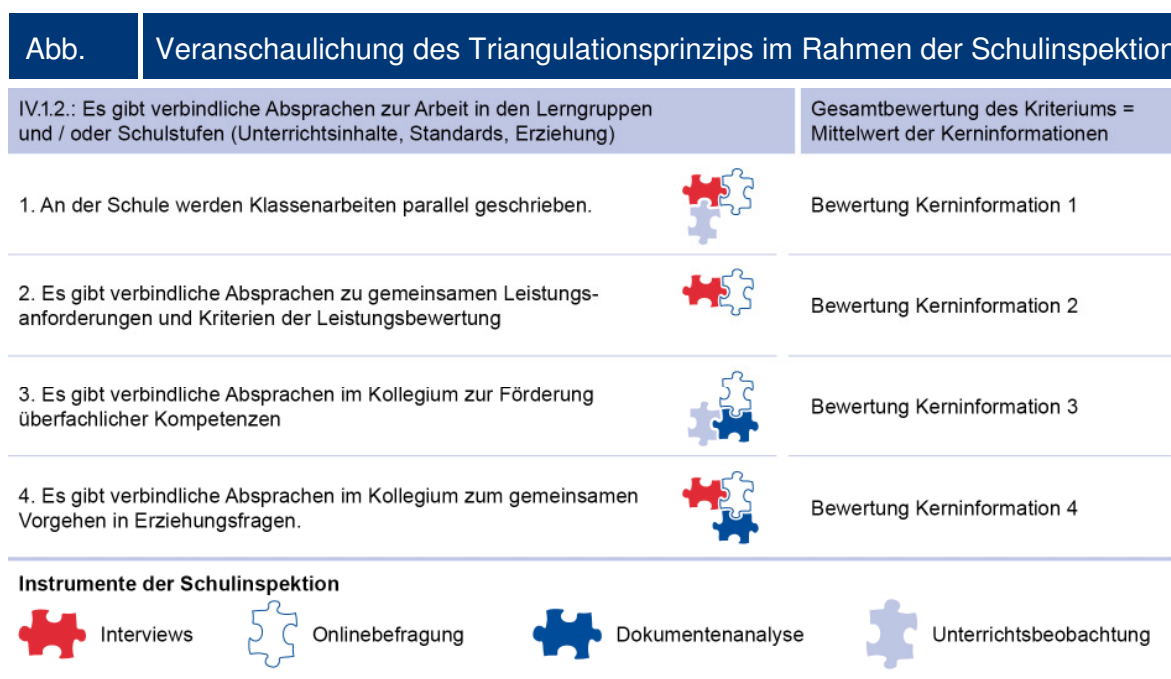 Abb.
Veranschaulichung des Triangulationsprinzips im Rahmen der Schulinspektion
IV.1.2.: Es gibt verbindliche Absprachen zur Arbeit in den Lerngruppen
und / oder Schulstufen (Unterrichtsinhalte, Standards, Erziehung)
Gesamtbewertung des Kriteriums =
Mittelwert der Kerninformationen
1. An der Schule werden Klassenarbeiten parallel geschrieben.
Bewertung Kerninformation 1
2. Es gibt verbindliche Absprachen zu gemeinsamen Leistungs-
anforderungen und Kriterien der Leistungsbewertung
Bewertung Kerninformation 2
3. Es gibt verbindliche Absprachen im Kollegium zur Förderung
überfachlicher Kompetenzen
Bewertung Kerninformation 3
4. Es gibt verbindliche Absprachen im Kollegium zum gemeinsamen
Vorgehen in Erziehungsfragen.
Bewertung Kerninformation 4
Instrumente der Schulinspektion
Interviews
Onlinebefragung
Dokumentenanalyse
Unterrichtsbeobachtung